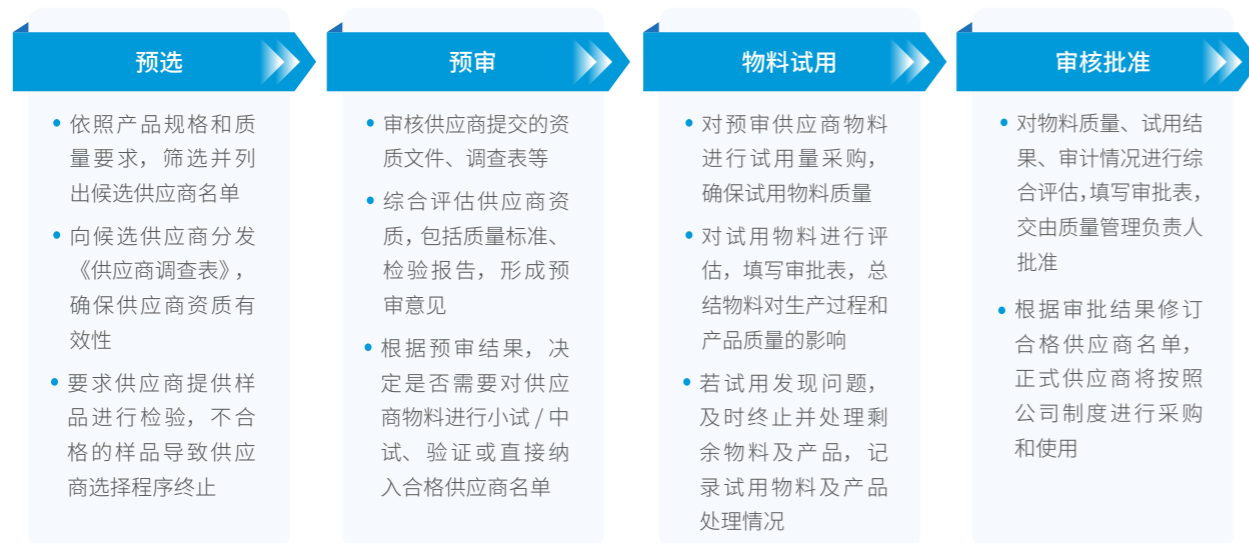 预选
依照产品规格和质
量要求，筛选并列
出候选供应商名单
向候选供应商分发
《供应商调查表》，
确保供应商资质有
效性
要求供应商提供样
品进行检验，不合
格的样品导致供应
商选择程序终止
预审
审核供应商提交的资
质文件、调查表等
综合评估供应商资
质，包括质量标准、
检验报告，形成预
审意见
根据预审结果，决
定是否需要对供应
商物料进行小试 / 中
试、验证或直接纳
入合格供应商名单
物料试用
对预审供应商物料
进行试用量采购，
确保试用物料质量
对试用物料进行评
估，填写审批表，总
结物料对生产过程和
产品质量的影响
若试用发现问题，
及时终止并处理剩
余物料及产品，记
录试用物料及产品
处理情况
审核批准
对物料质量、试用结
果、审计情况进行综
合评估，填写审批表，
交由质量管理负责人
批准
根据审批结果修订
合格供应商名单，
正式供应商将按照
公司制度进行采购
和使用